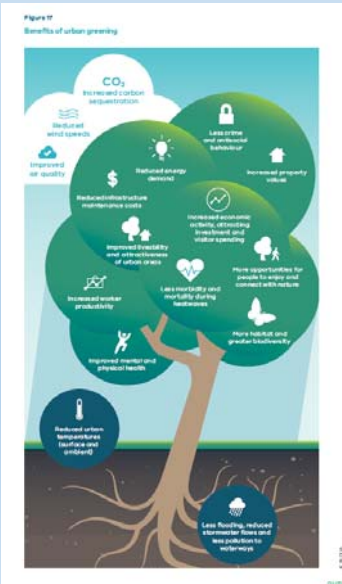 Figure 17
Benefits of urban greening
CO₂
Increased carbon
sequestration
Reduced
wind speeds
Improved
air quality
Less crime
and antisocial
behaviour
Reduced energy
demand
Increased property
values
Reduced infrastructure
maintenance costs
Increased economic
activity, attracting
investment and
visitor spending
Improved liveability
and attractiveness
of urban areas
More opportunities for
people to enjoy and
connect with nature
Less morbidity and
mortality during
heatwaves
Increased worker
productivity
More habitat and
greater biodiversity
Improved mental and
physical health
Reduced urban
temperatures
(surface and
ambient)
Less flooding, reduced
stormwater flows and
less pollution to
waterways